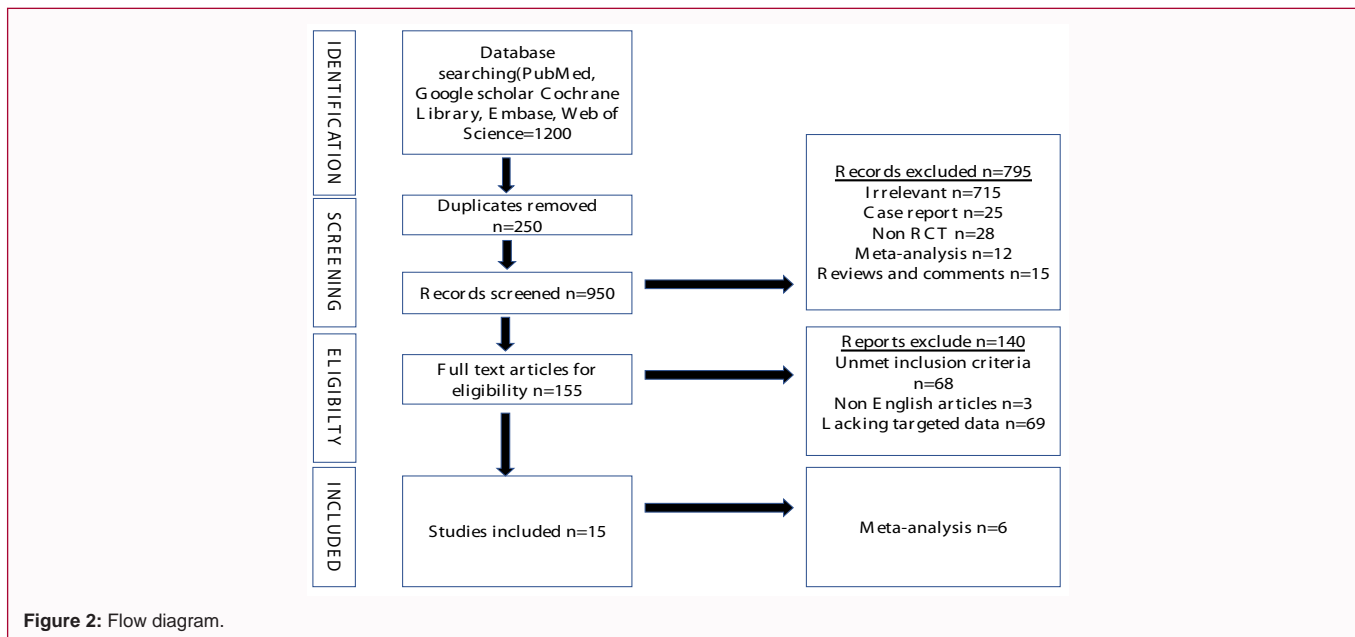 IDENTIFICATION
Database
searching(PubMed,
Google scholar Cochrane
Library, Embase, Web of
Science=1200
SCREENING
Duplicates removed
n=250
Records screened n=950
Records excluded n=795
Irrelevant n=715
Case report n=25
Non RCT n=28
Meta-analysis n=12
Reviews and comments n=15
ELIGIBILTY
Full text articles for
eligibility n=155
Reports exclude n=140
Unmet inclusion criteria
n=68
Non English articles n=3
Lacking targeted data n=69
INCLUDED
Studies included n=15
Meta-analysis n=6
Figure 2: Flow diagram.